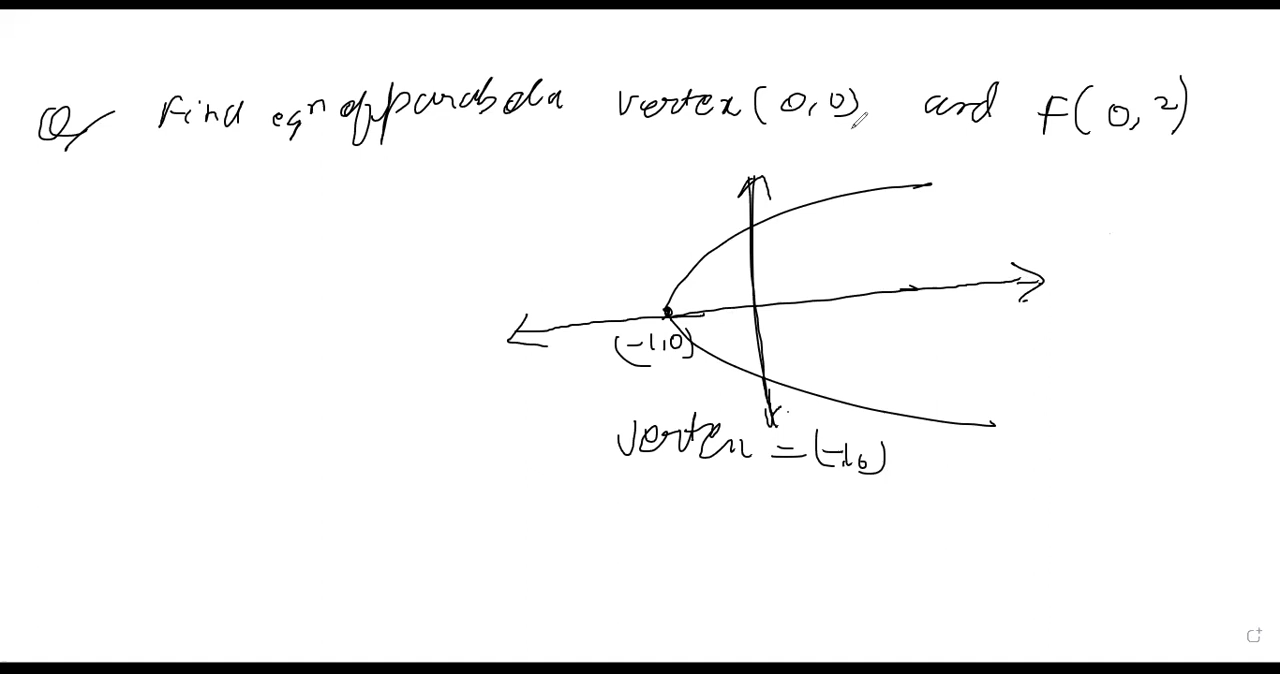 Q Find eqn of parabola vertex (0,0) and F(0,2)
(-1,0)
vertex = (-1,0)